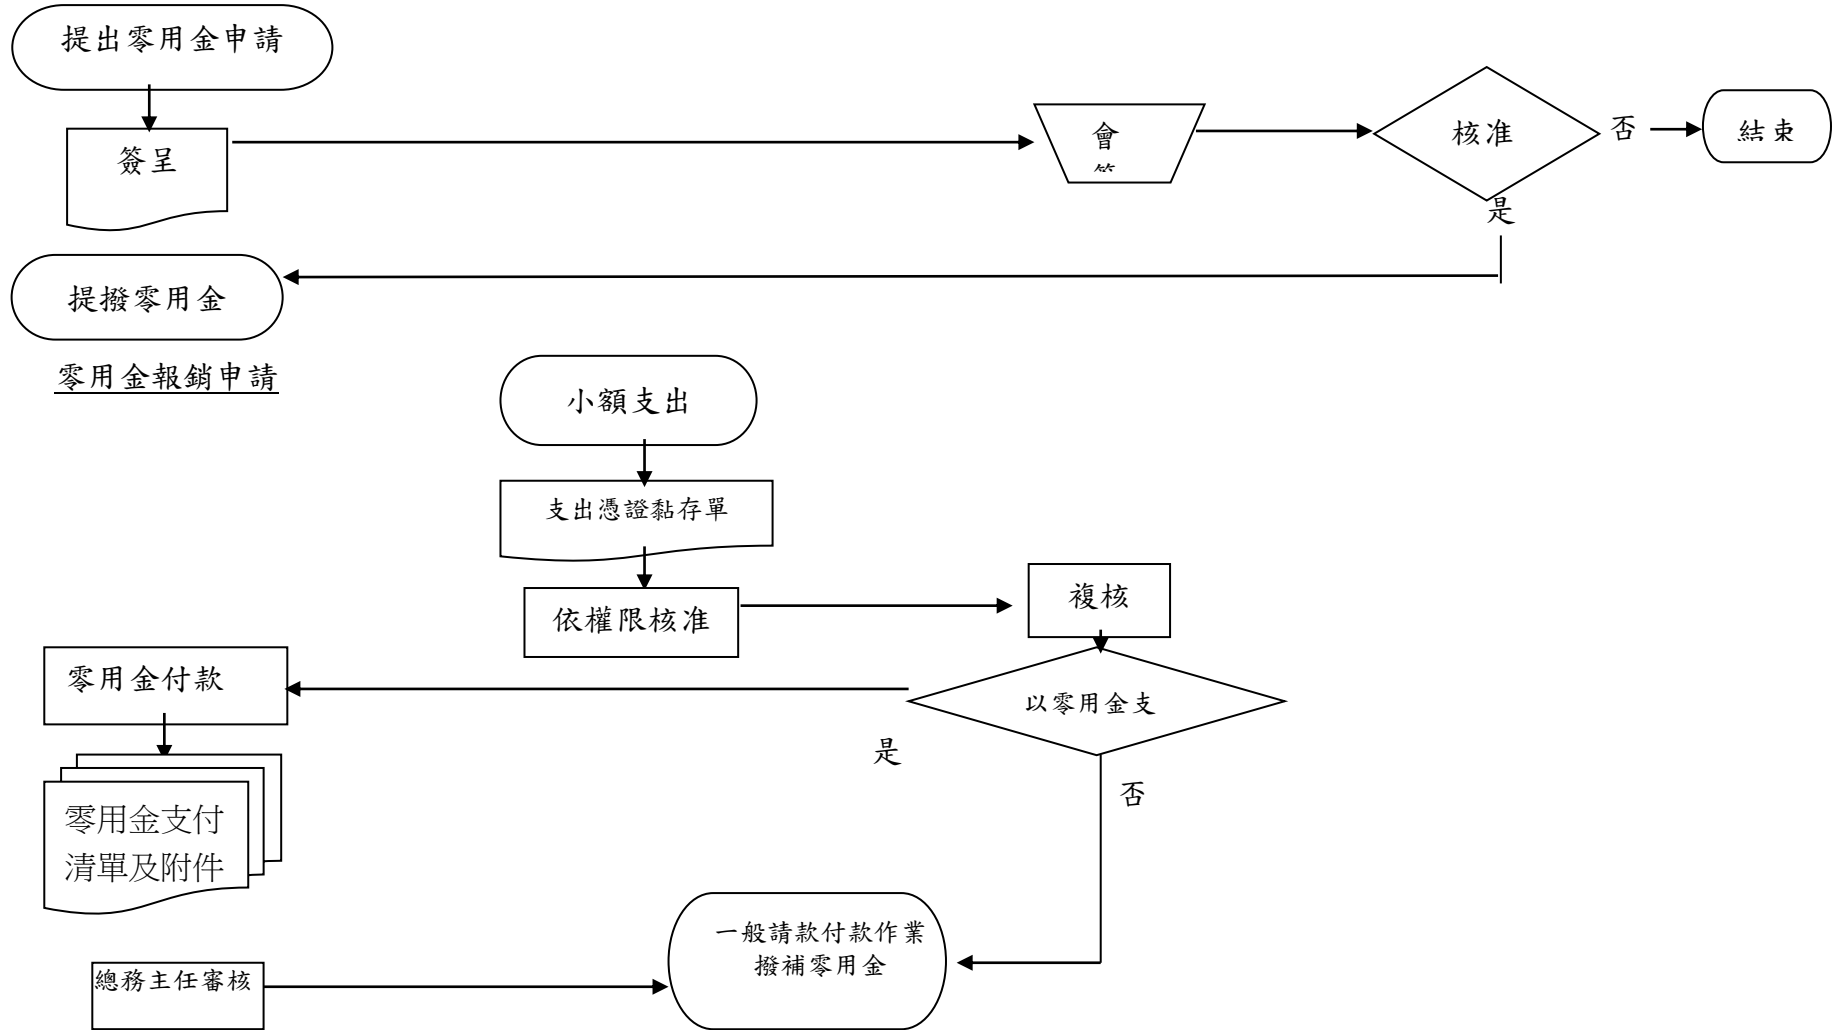 提出零用金申請
簽呈
會
核准
否
結束
是
提撥零用金
零用金報銷申請
小額支出
支出憑證黏存單
依權限核准
複核
零用金付款
以零用金支
是
否
零用金支付
清單及附件
一般請款付款作業
撥補零用金
總務主任審核